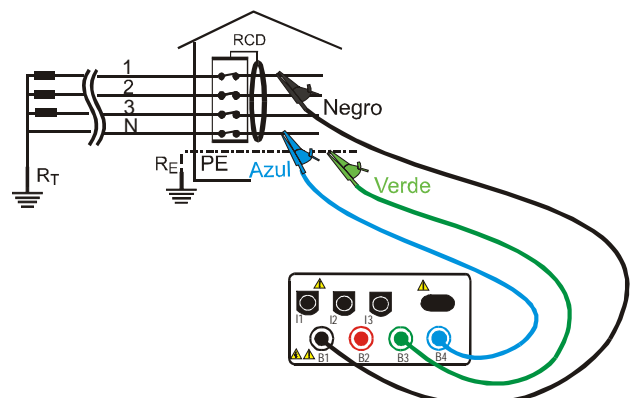 RCD
1
2
3
N
Negro
R_E
PE
Azul
Verde
R_T
I1 I2 I3
B1 B2 B3 B4